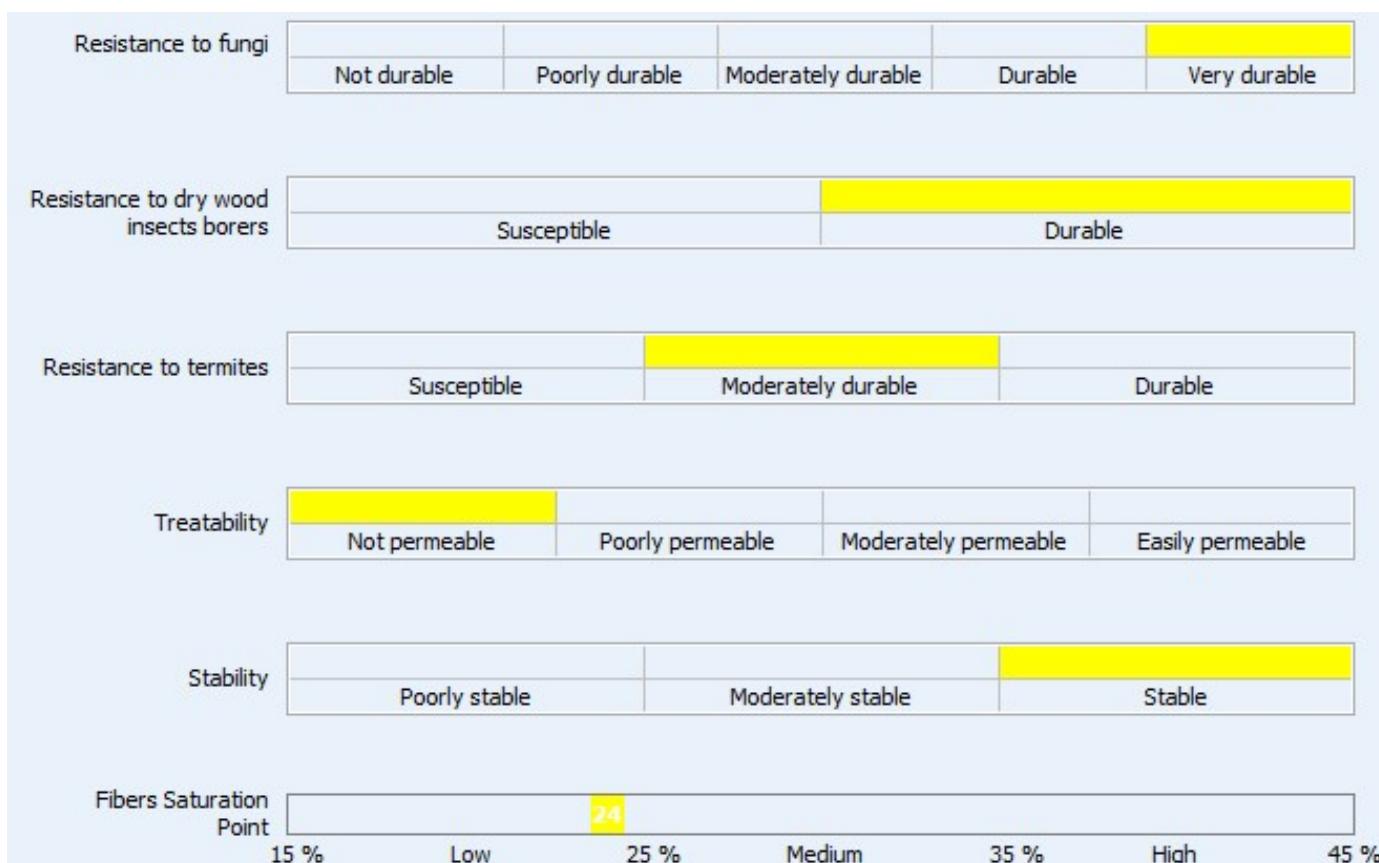 Resistance to fungi
Not durable Poorly durable Moderately durable Durable Very durable
Resistance to dry wood
insects borers
Susceptible Durable
Resistance to termites
Susceptible Moderately durable Durable
Treatability
Not permeable Poorly permeable Moderately permeable Easily permeable
Stability
Poorly stable Moderately stable Stable
Fibers Saturation
Point
24
15 % Low 25 % Medium 35 % High 45 %